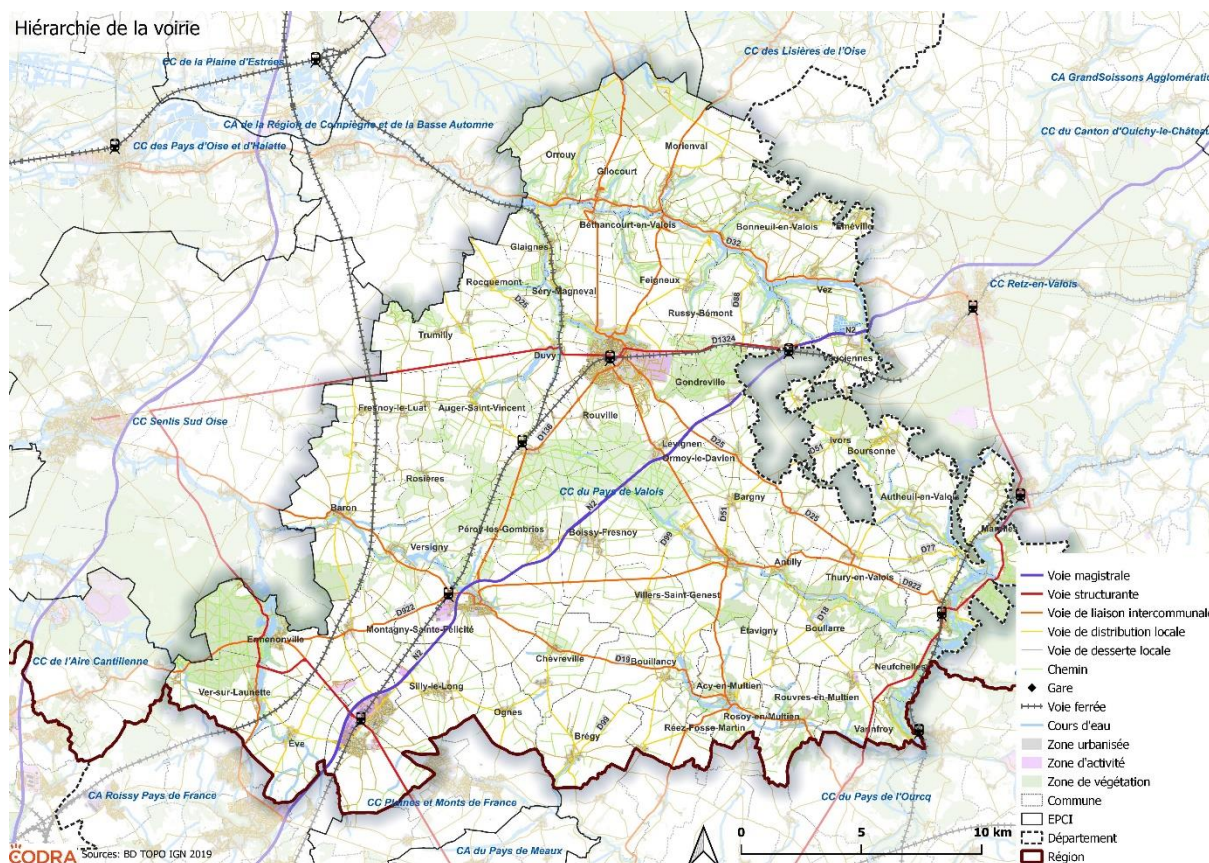 Hiérarchie de la voirie
CC de la Plaine d'Estrées
CC des Lisières de l'Oise
CA GrandSoissons Agglomératio
CA de la Région de Compiègne et de la Basse Automne
CC du Canton d'Oulchy-le-Château
CC des Pays d'Oise et d'Halatte
Orrouy
Morienval
Gilocourt
Béthancourt-en-Valois
Bonneuil-en-Valois
Éméville
Glaignes
D32
Rocquemont
Séry-Magneval
Feigneux
Vez
CC Retz-en-Valois
D25
D88
Russy-Bémont
Trumilly
N2
D1324
Duvy
Vauciennes
Gondreville
Fresnoy-le-Luat
Auger-Saint-Vincent
CC Senlis Sud Oise
Rouville
D136
Lévignen
D25
Ivors
Ormoy-le-Davien
D51
Boursonne
Rosières
CC du Pays de Valois
Bargny
Autheuil-en-Valois
Baron
N2
D51
D25
Péroy-les-Gombries
Boissy-Fresnoy
Versigny
D99
D77
Antilly
Thury-en-Valois
D922
Villers-Saint-Genest
D922
D18
Montagny-Sainte-Félicité
Étavigny
Boullarre
Ermenonville
N2
Chèvreville
D19
Bouillancy
Neufchelles
CC de l'Aire Cantilienne
Silly-le-Long
Acy-en-Multien
Ver-sur-Launette
Rouvres-en-Multien
Ognes
Rosoy-en-Multien
Réez-Fosse-Martin
Varinfroy
Ève
D99
Brégy
CA Roissy Pays de France
CC Plaines et Monts de France
CC du Pays de l'Ourcq
CA du Pays de Meaux
Voie magistrale
Voie structurante
Voie de liaison intercommunale
Voie de distribution locale
Voie de desserte locale
Chemin
Gare
Voie ferrée
Cours d'eau
Zone urbanisée
Zone d'activité
Zone de végétation
Commune
EPCI
Département
Région
0 5 10 km
CODRA Sources: BD TOPO IGN 2019